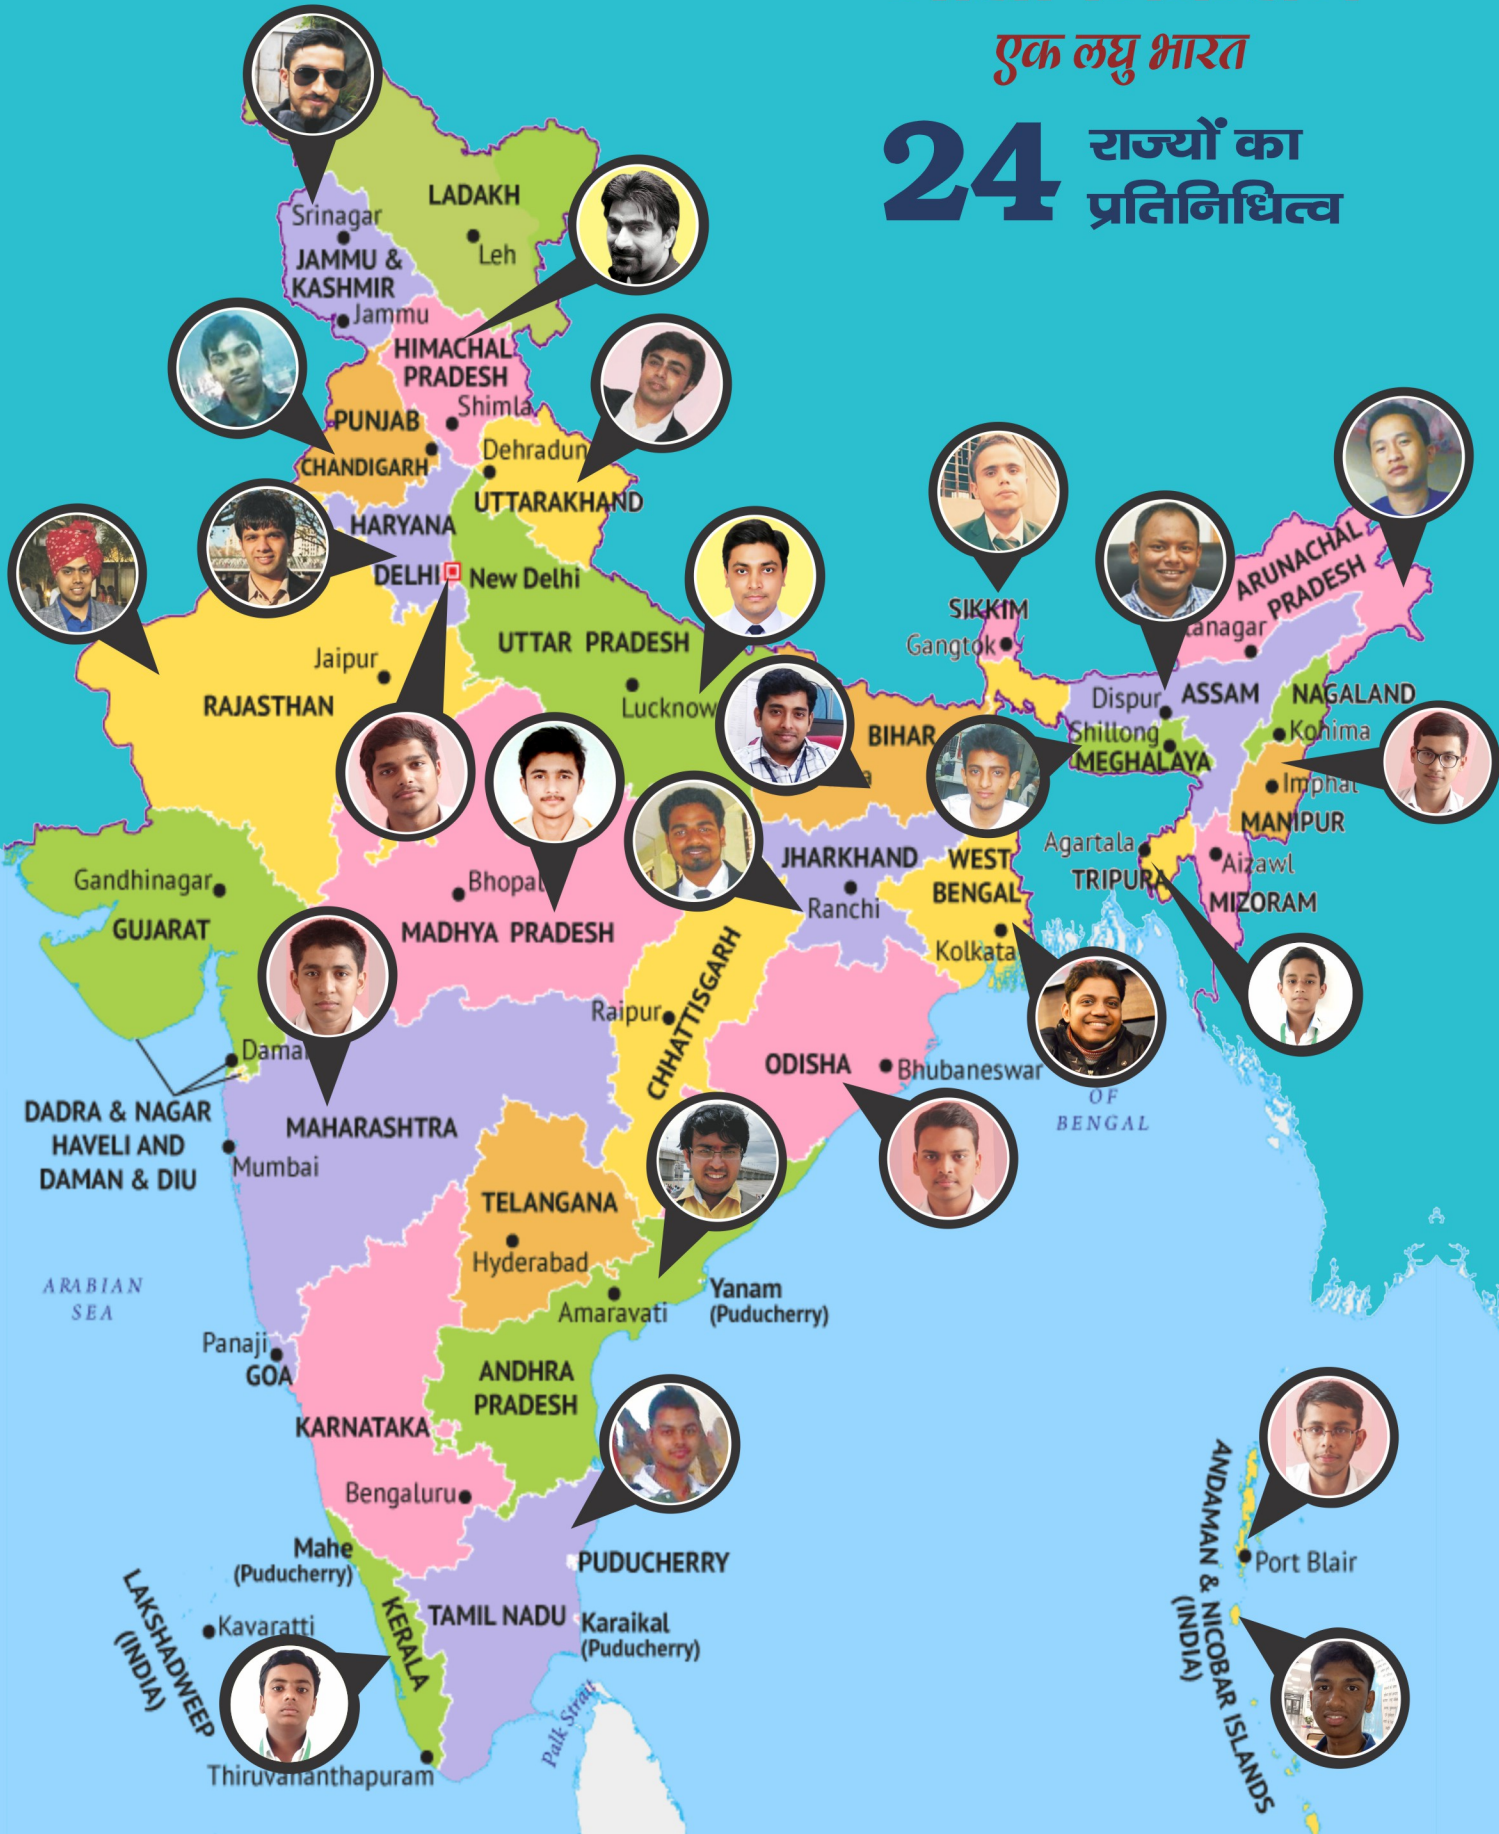 एक लघु भारत
24 राज्यों का
प्रतिनिधित्व
LADAKH
Srinagar
Leh
JAMMU &
KASHMIR
Jammu
HIMACHAL
PRADESH
Shimla
PUNJAB
Dehradun
CHANDIGARH
UTTARAKHAND
HARYANA
DELHI
New Delhi
ARUNACHAL
PRADESH
SIKKIM
Gangtok
UTTAR PRADESH
Jaipur
RAJASTHAN
Lucknow
BIHAR
Dispur
ASSAM
NAGALAND
Shillong
Kohima
MEGHALAYA
Imphal
MANIPUR
Agartala
TRIPURA
Aizawl
MIZORAM
JHARKHAND
Ranchi
WEST
BENGAL
Kolkata
Gandhinagar
GUJARAT
Bhopal
MADHYA PRADESH
CHHATTISGARH
Raipur
ODISHA
Bhubaneswar
OF
BENGAL
DADRA & NAGAR
HAVELI AND
DAMAN & DIU
MAHARASHTRA
Mumbai
TELANGANA
Hyderabad
ARABIAN
SEA
Amaravati
Yanam
(Puducherry)
Panaji
GOA
ANDHRA
PRADESH
KARNATAKA
Bengaluru
Mahe
(Puducherry)
PUDUCHERRY
LAKSHADWEEP
(INDIA)
Kavaratti
KERALA
TAMIL NADU
Karaikal
(Puducherry)
Palk Strait
Thiruvananthapuram
Port Blair
ANDAMAN & NICOBAR ISLANDS
(INDIA)